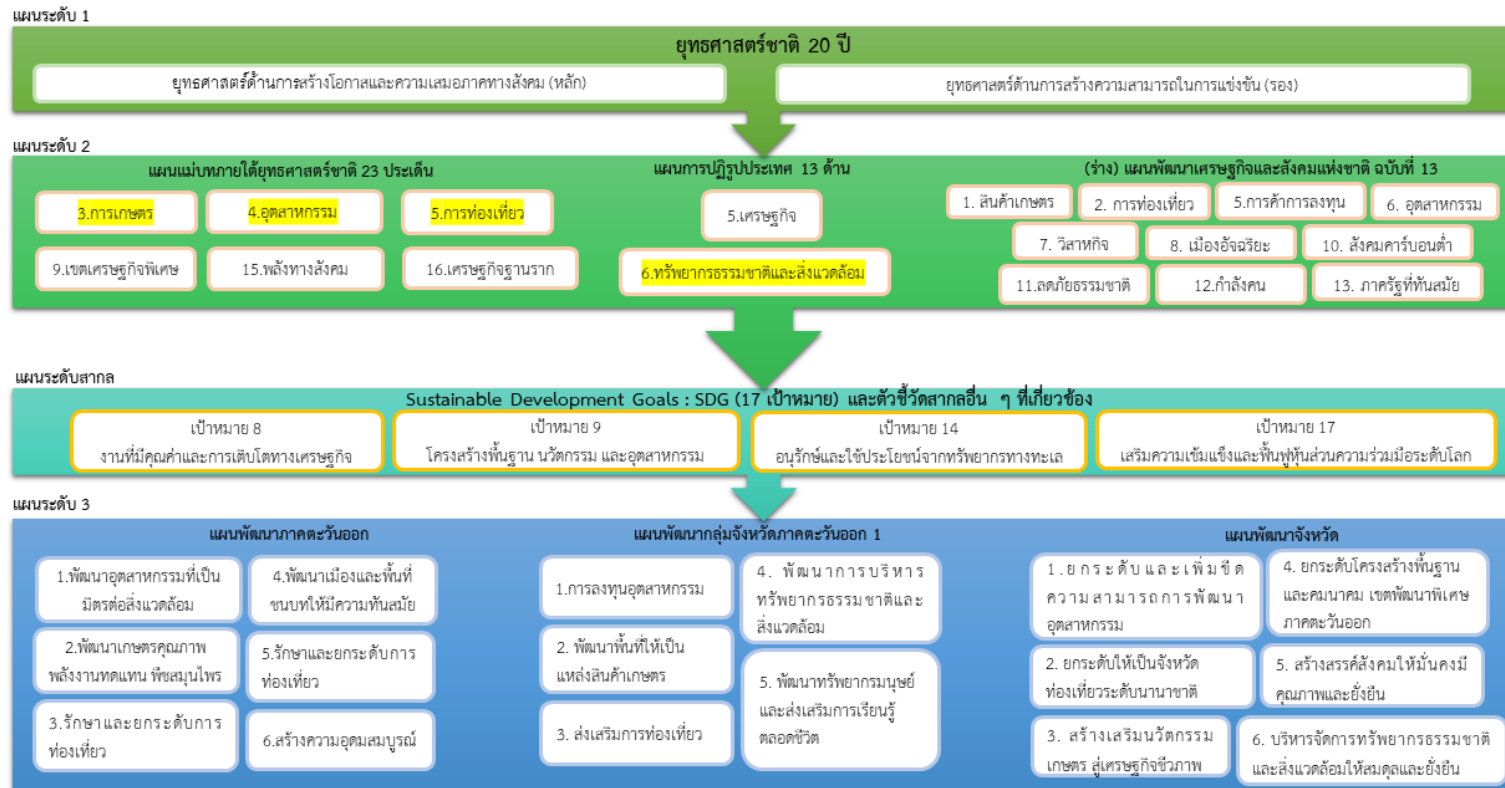 แผนระดับ 1
ยุทธศาสตร์ชาติ 20 ปี
ยุทธศาสตร์ด้านการสร้างโอกาสและความเสมอภาคทางสังคม (หลัก)
ยุทธศาสตร์ด้านการสร้างความสามารถในการแข่งขัน (รอง)
แผนระดับ 2
แผนแม่บทภายใต้ยุทธศาสตร์ชาติ 23 ประเด็น
3.การเกษตร
4.อุตสาหกรรม
5.การท่องเที่ยว
9.เขตเศรษฐกิจพิเศษ
15.พลังทางสังคม
16.เศรษฐกิจฐานราก
แผนการปฏิรูปประเทศ 13 ด้าน
5.เศรษฐกิจ
6.ทรัพยากรธรรมชาติและสิ่งแวดล้อม
(ร่าง) แผนพัฒนาเศรษฐกิจและสังคมแห่งชาติ ฉบับที่ 13
1. สินค้าเกษตร
2. การท่องเที่ยว
5.การค้าการลงทุน
6. อุตสาหกรรม
7. วิสาหกิจ
8. เมืองอัจฉริยะ
10. สังคมคาร์บอนต่ำ
11.ลดภัยธรรมชาติ
12.กำลังคน
13. ภาครัฐที่ทันสมัย
แผนระดับสากล
Sustainable Development Goals : SDG (17 เป้าหมาย) และตัวชี้วัดสากลอื่น ๆ ที่เกี่ยวข้อง
เป้าหมาย 8
งานที่มีคุณค่าและการเติบโตทางเศรษฐกิจ
เป้าหมาย 9
โครงสร้างพื้นฐาน นวัตกรรม และอุตสาหกรรม
เป้าหมาย 14
อนุรักษ์และใช้ประโยชน์จากทรัพยากรทางทะเล
เป้าหมาย 17
เสริมความเข้มแข็งและฟื้นฟูหุ้นส่วนความร่วมมือระดับโลก
แผนระดับ 3
แผนพัฒนาภาคตะวันออก
1.พัฒนาอุตสาหกรรมที่เป็น
มิตรต่อสิ่งแวดล้อม
2.พัฒนาเกษตรคุณภาพ
พลังงานทดแทน พืชสมุนไพร
3.รักษาและยกระดับการ
ท่องเที่ยว
4.พัฒนาเมืองและพื้นที่
ชนบทให้มีความทันสมัย
5.รักษาและยกระดับการ
ท่องเที่ยว
6.สร้างความอุดมสมบูรณ์
แผนพัฒนากลุ่มจังหวัดภาคตะวันออก 1
1.การลงทุนอุตสาหกรรม
2. พัฒนาพื้นที่ให้เป็น
แหล่งสินค้าเกษตร
3. ส่งเสริมการท่องเที่ยว
4. พัฒนาการบริหาร
ทรัพยากรธรรมชาติและ
สิ่งแวดล้อม
5. พัฒนาทรัพยากรมนุษย์
และส่งเสริมการเรียนรู้
ตลอดชีวิต
แผนพัฒนาจังหวัด
1.ยกระดับและเพิ่มขีด
ความสามารถการพัฒนา
อุตสาหกรรม
2. ยกระดับให้เป็นจังหวัด
ท่องเที่ยวระดับนานาชาติ
3. สร้างเสริมนวัตกรรม
เกษตร สู่เศรษฐกิจชีวภาพ
4. ยกระดับโครงสร้างพื้นฐาน
และคมนาคม เขตพัฒนาพิเศษ
ภาคตะวันออก
5. สร้างสรรค์สังคมให้มั่นคงมี
คุณภาพและยั่งยืน
6. บริหารจัดการทรัพยากรธรรมชาติ
และสิ่งแวดล้อมให้สมดุลและยั่งยืน